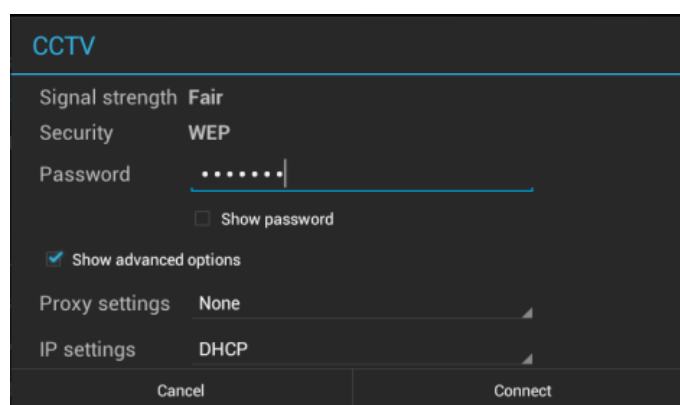 CCTV
Signal strength Fair
Security WEP
Password •••••••
Show password
Show advanced options
Proxy settings None
IP settings DHCP
Cancel Connect